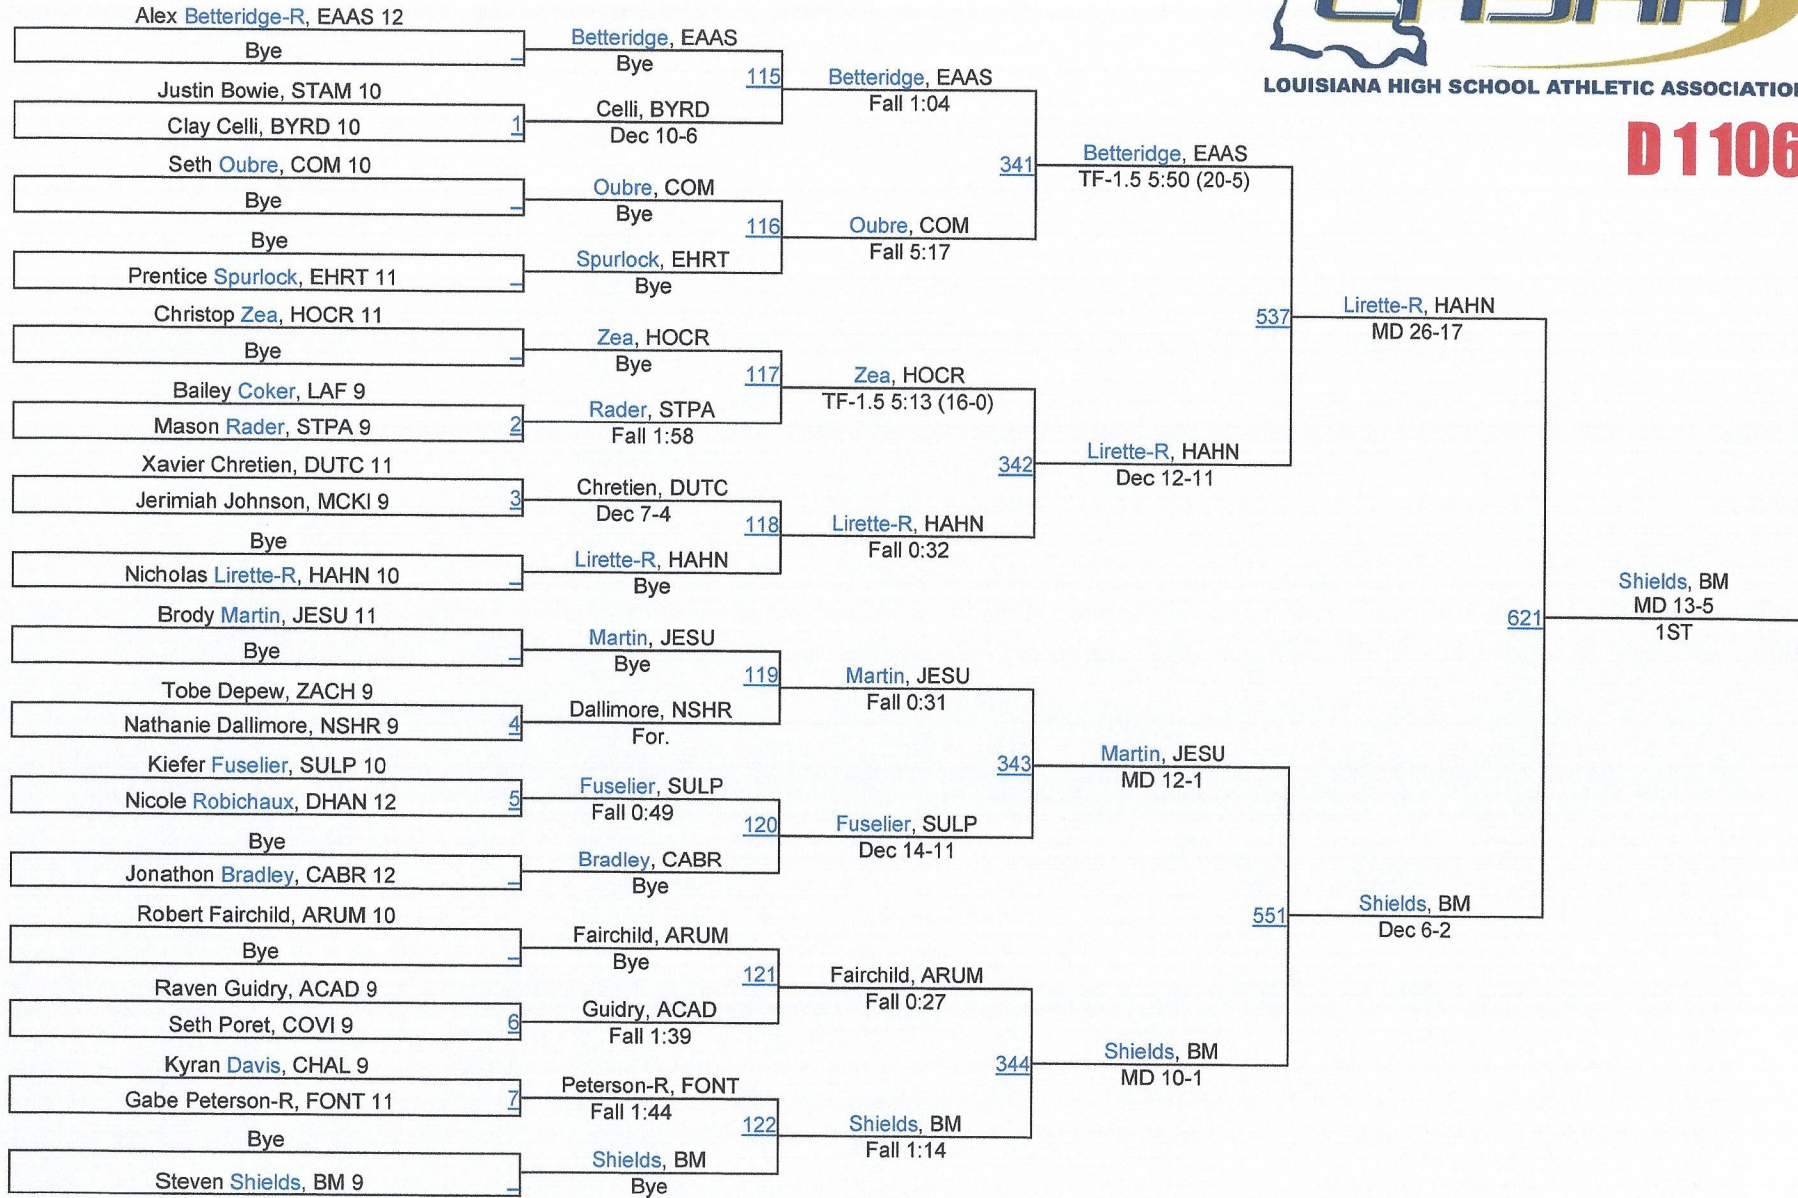 Alex Betteridge-R, EAAS 12
Bye
Justin Bowie, STAM 10
Clay Celli, BYRD 10
1
Seth Oubre, COM 10
Bye
Bye
Prentice Spurlock, EHRT 11
Christop Zea, HOCR 11
Bye
Bailey Coker, LAF 9
Mason Rader, STPA 9
2
Xavier Chretien, DUTC 11
Jerimiah Johnson, MCKI 9
3
Bye
Nicholas Lirette-R, HAHN 10
Brody Martin, JESU 11
Bye
Tobe Depew, ZACH 9
Nathanie Dallimore, NSHR 9
4
Kiefer Fuselier, SULP 10
Nicole Robichaux, DHAN 12
5
Bye
Jonathon Bradley, CABR 12
Robert Fairchild, ARUM 10
Bye
Raven Guidry, ACAD 9
Seth Poret, COVI 9
6
Kyran Davis, CHAL 9
Gabe Peterson-R, FONT 11
7
Bye
Steven Shields, BM 9
Betteridge, EAAS
Bye
115
Celli, BYRD
Dec 10-6
Oubre, COM
Bye
116
Spurlock, EHRT
Bye
Zea, HOCR
Bye
117
Rader, STPA
Fall 1:58
Chretien, DUTC
Dec 7-4
118
Lirette-R, HAHN
Bye
Martin, JESU
Bye
119
Dallimore, NSHR
For.
Fuselier, SULP
Fall 0:49
120
Bradley, CABR
Bye
Fairchild, ARUM
Bye
121
Guidry, ACAD
Fall 1:39
Peterson-R, FONT
Fall 1:44
122
Shields, BM
Bye
Betteridge, EAAS
Fall 1:04
341
Oubre, COM
Fall 5:17
Zea, HOCR
TF-1.5 5:13 (16-0)
342
Lirette-R, HAHN
Fall 0:32
Martin, JESU
Fall 0:31
343
Fuselier, SULP
Dec 14-11
Fairchild, ARUM
Fall 0:27
344
Shields, BM
Fall 1:14
Betteridge, EAAS
TF-1.5 5:50 (20-5)
537
Lirette-R, HAHN
Dec 12-11
Martin, JESU
MD 12-1
551
Shields, BM
MD 10-1
Lirette-R, HAHN
MD 26-17
621
Shields, BM
Dec 6-2
Shields, BM
MD 13-5
1ST
LHSAA
LOUISIANA HIGH SCHOOL ATHLETIC ASSOCIATION
D 1 106